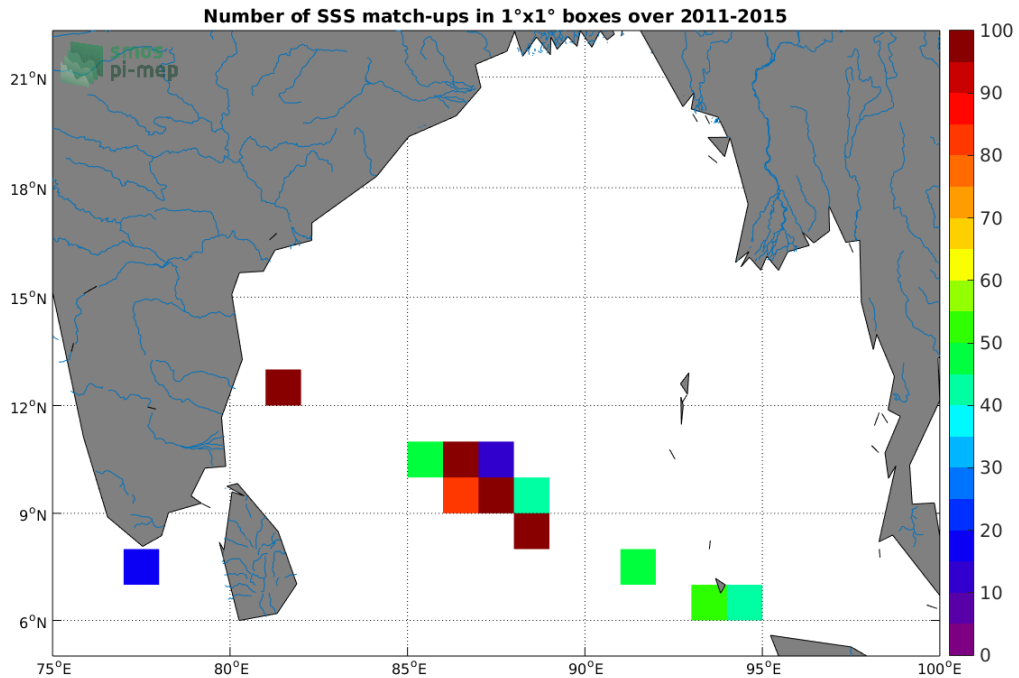 Number of SSS match-ups in 1°x1° boxes over 2011-2015
smos
pi-mep
21°N
18°N
15°N
12°N
9°N
6°N
75°E 80°E 85°E 90°E 95°E 100°E
100
90
80
70
60
50
40
30
20
10
0